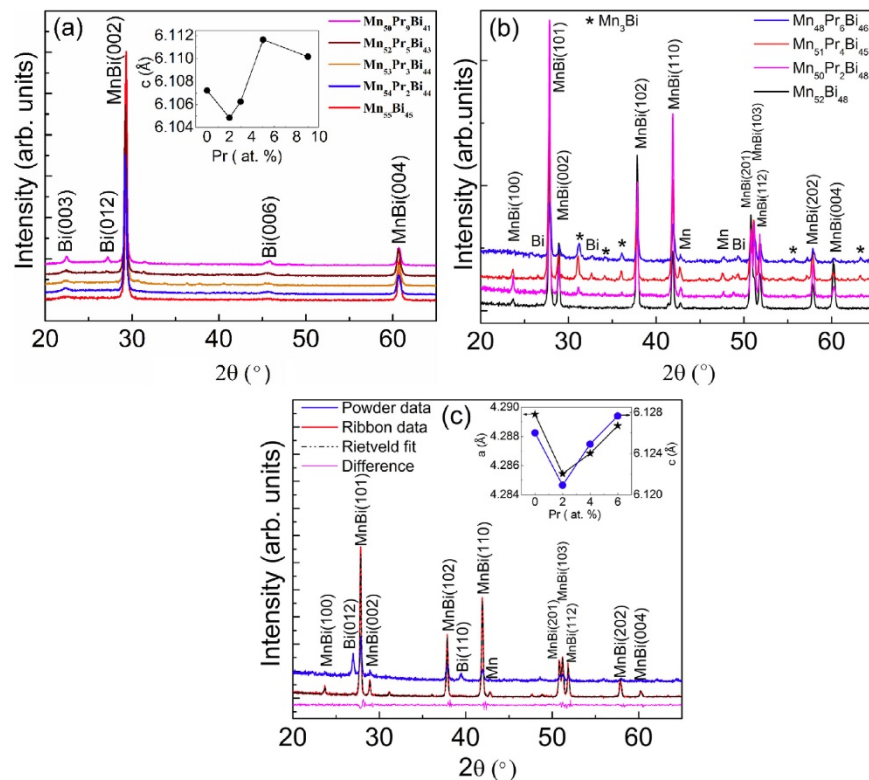 (a)
MnBi(002)
Mn50Pr9Bi41
Mn52Pr5Bi43
Mn53Pr3Bi44
Mn54Pr2Bi44
Mn55Bi45
c (Å)
6.112
6.110
6.108
6.106
6.104
0 2 4 6 8 10
Pr ( at. %)
Bi(003)
Bi(012)
Bi(006)
MnBi(004)
Intensity (arb. units)
20 30 40 50 60
2θ (°)
(b)
* Mn3Bi
Mn48Pr6Bi46
Mn51Pr4Bi45
Mn50Pr2Bi48
Mn52Bi48
MnBi(100)
Bi
MnBi(101)
MnBi(002)
*
Bi
*
*
MnBi(102)
MnBi(110)
Mn
Mn
Bi
MnBi(201)
MnBi(103)
MnBi(112)
*
MnBi(202)
MnBi(004)
*
Intensity (arb.units)
20 30 40 50 60
2θ (°)
(c)
Powder data
Ribbon data
Rietveld fit
Difference
a (Å)
4.290
4.288
4.286
4.284
c (Å)
6.128
6.124
6.120
0 2 4 6
Pr (at. %)
MnBi(100)
Bi(012)
MnBi(101)
MnBi(002)
MnBi(102)
Bi(110)
MnBi(110)
Mn
MnBi(201)
MnBi(103)
MnBi(112)
MnBi(202)
MnBi(004)
Intensity (arb. units)
20 30 40 50 60
2θ (°)